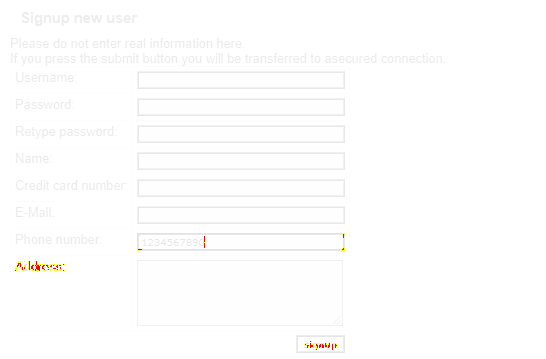 Signup new user
Please do not enter real information here.
If you press the submit button you will be transferred to asecured connection.
Username:
Password:
Retype password:
Name:
Credit card number:
E-Mail:
Phone number: 1234567890
Address:
signup